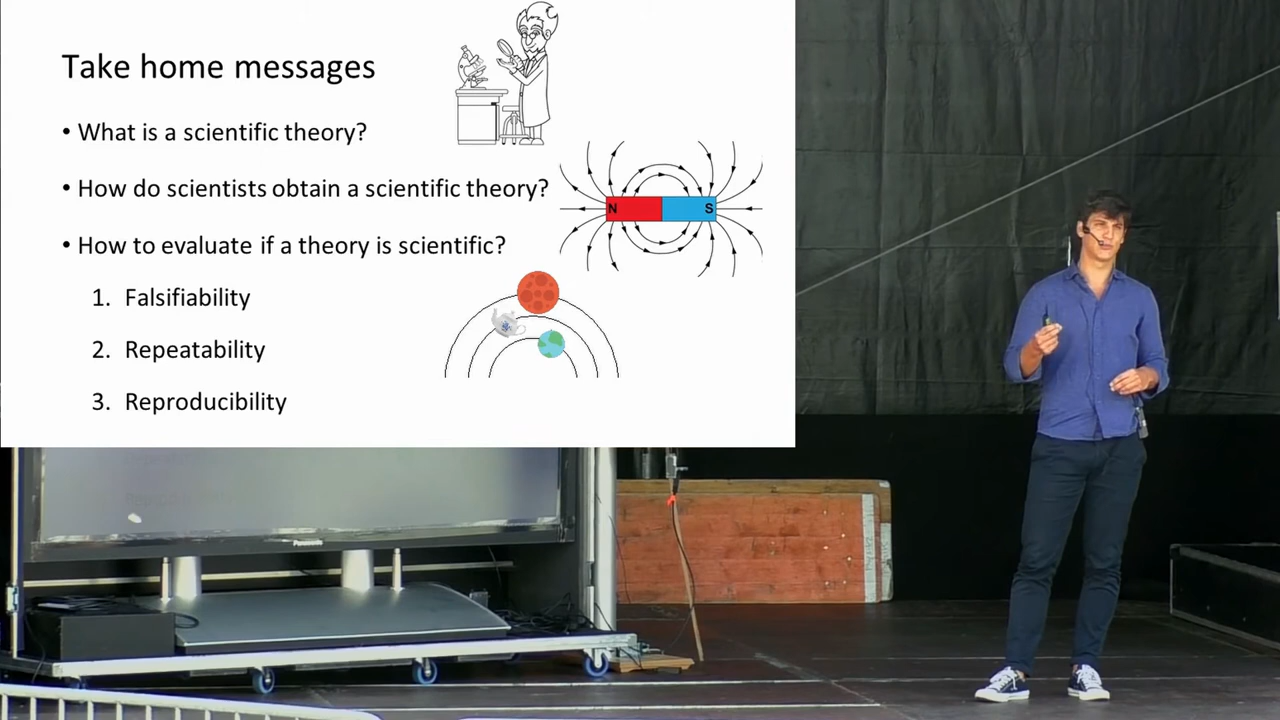 Take home messages
• What is a scientific theory?
• How do scientists obtain a scientific theory?
N S
• How to evaluate if a theory is scientific?
1. Falsifiability
2. Repeatability
3. Reproducibility